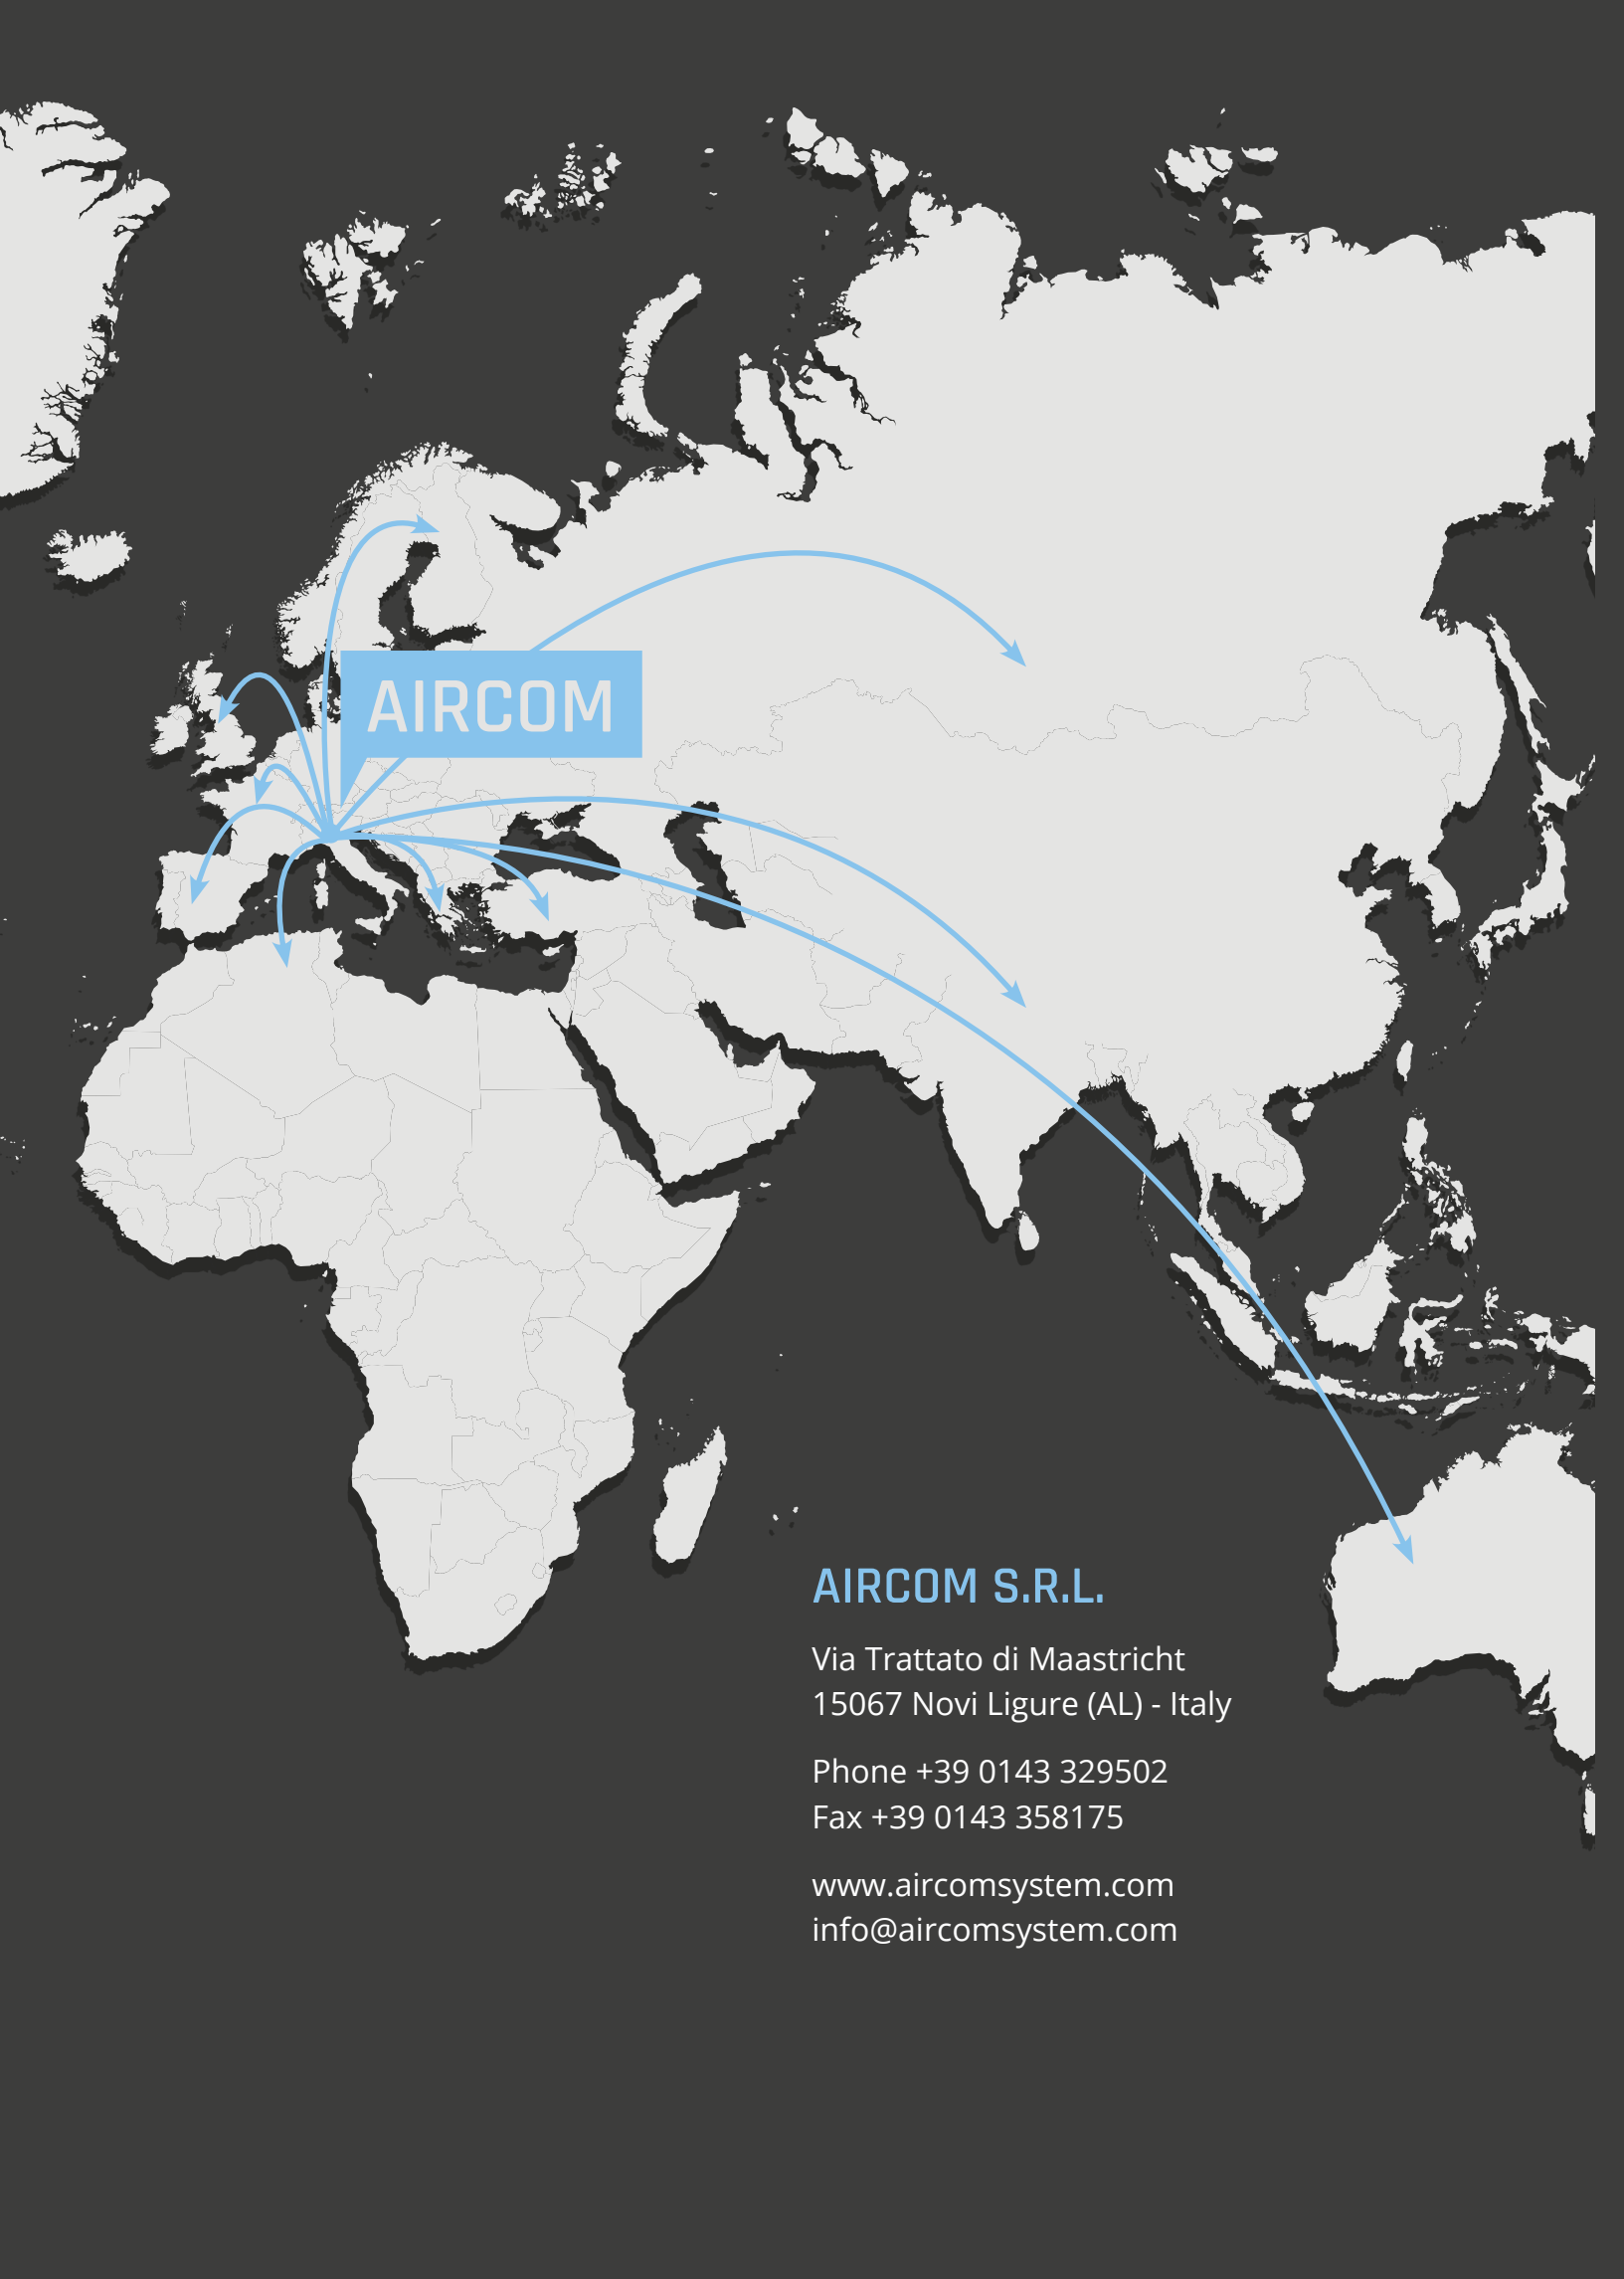 AIRCOM
AIRCOM S.R.L.
Via Trattato di Maastricht
15067 Novi Ligure (AL) - Italy
Phone +39 0143 329502
Fax +39 0143 358175
www.aircomsystem.com
info@aircomsystem.com